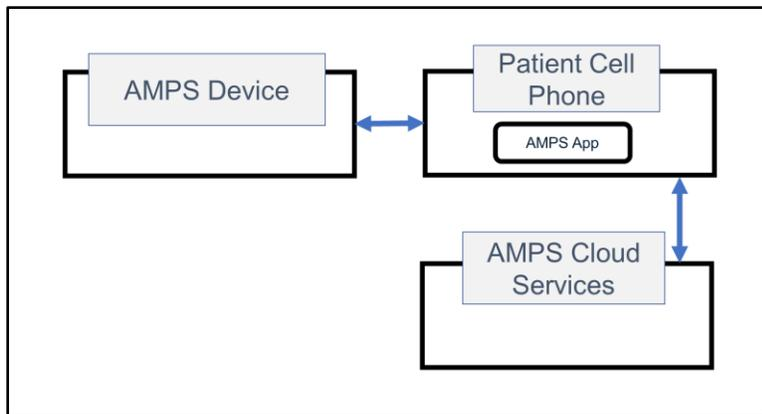 AMPS Device
Patient Cell
Phone
AMPS App
AMPS Cloud
Services